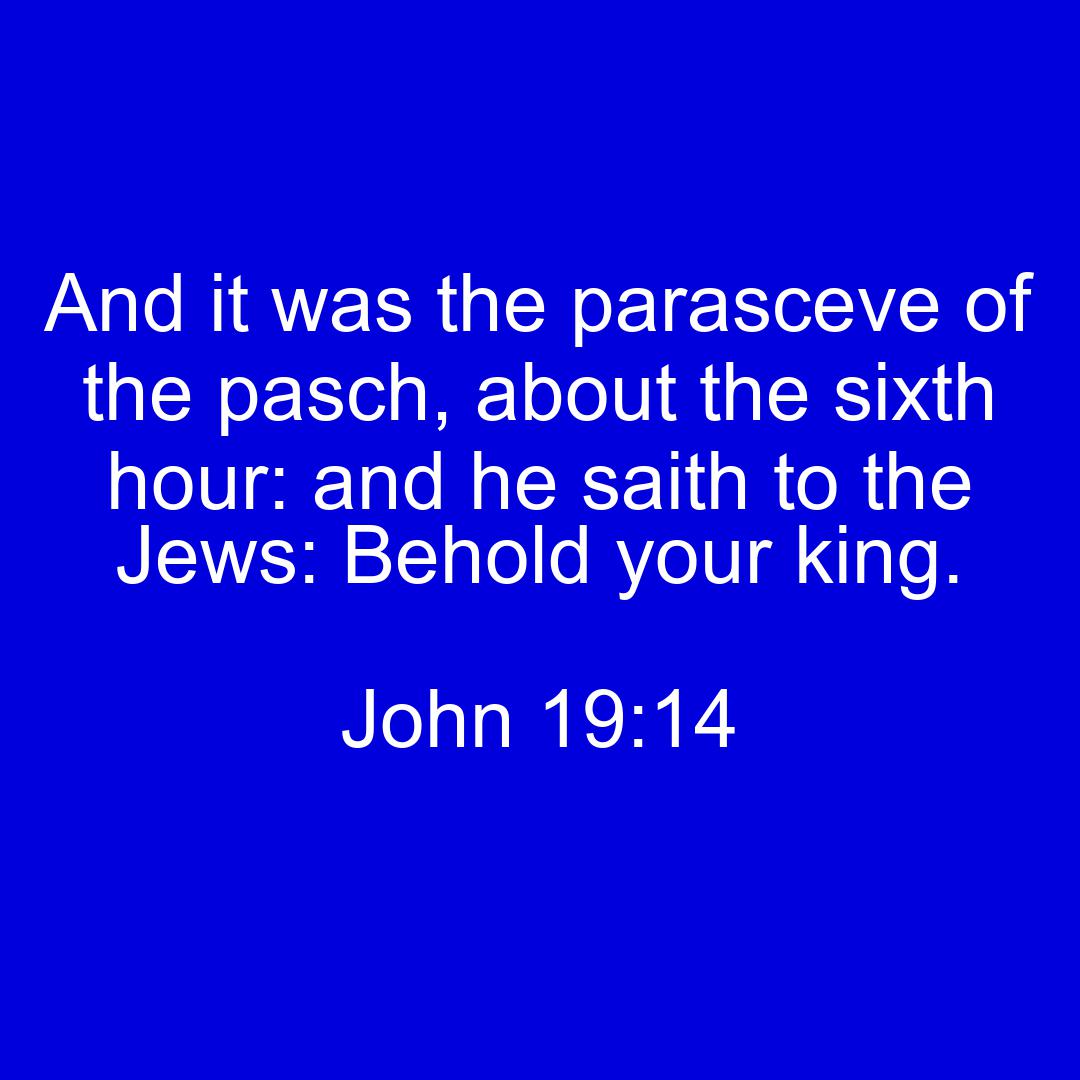 And it was the parasceve of
the pasch, about the sixth
hour: and he saith to the
Jews: Behold your king.
John 19:14